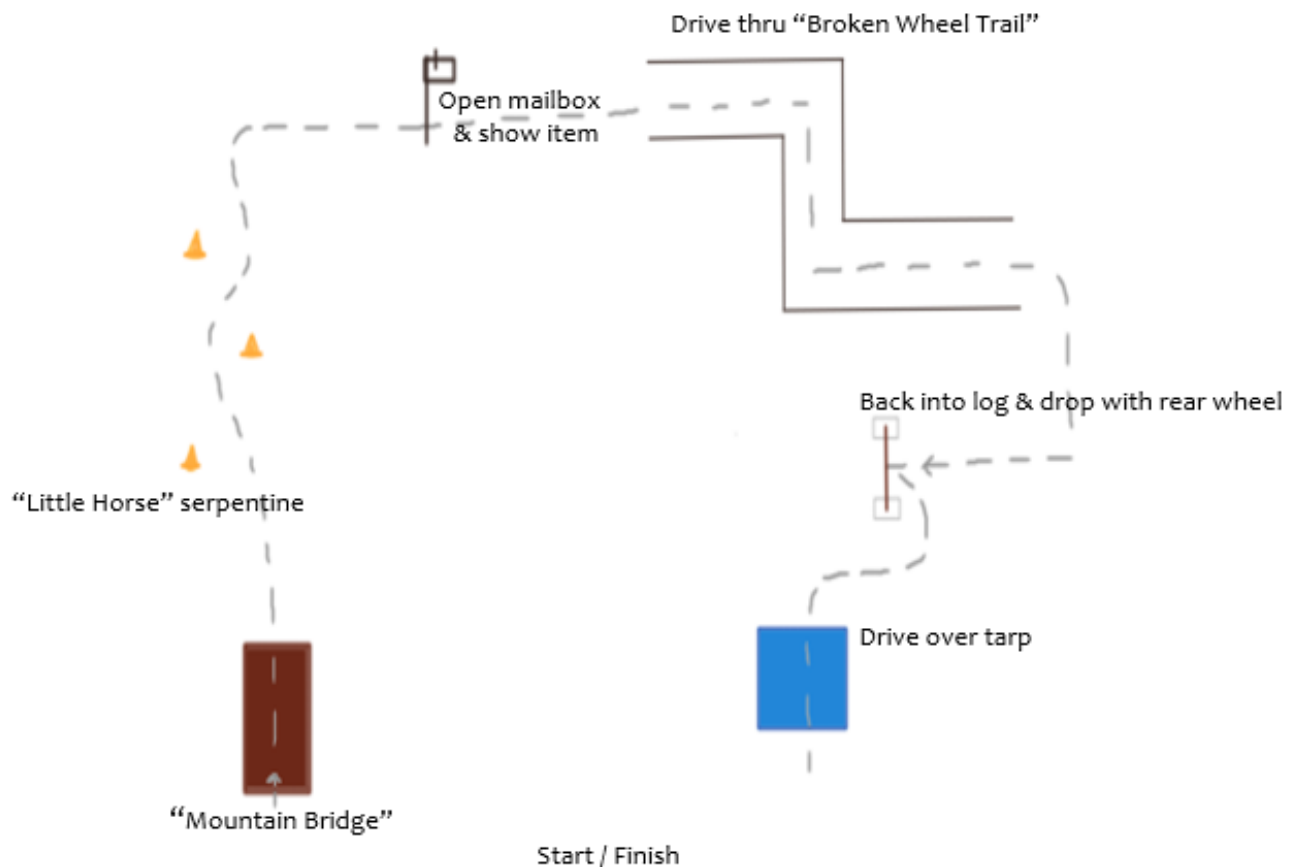 Drive thru “Broken Wheel Trail”
Open mailbox
& show item
Back into log & drop with rear wheel
“Little Horse” serpentine
Drive over tarp
“Mountain Bridge”
Start / Finish